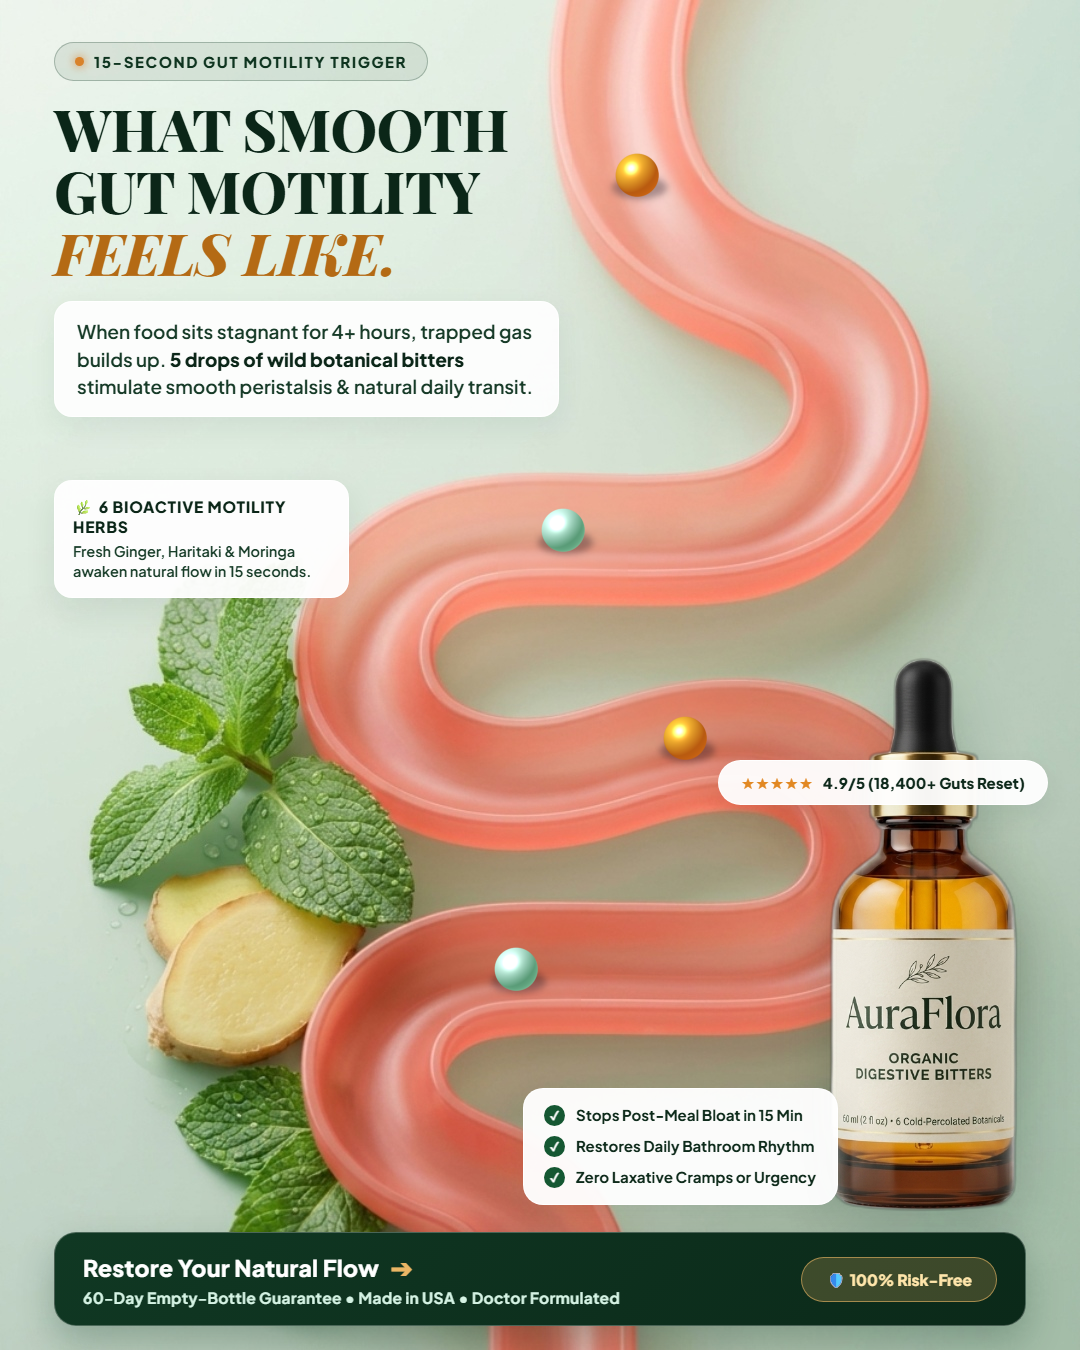 15-SECOND GUT MOTILITY TRIGGER
WHAT SMOOTH
GUT MOTILITY
FEELS LIKE.
When food sits stagnant for 4+ hours, trapped gas
builds up. 5 drops of wild botanical bitters
stimulate smooth peristalsis & natural daily transit.
6 BIOACTIVE MOTILITY
HERBS
Fresh Ginger, Haritaki & Moringa
awaken natural flow in 15 seconds.
★★★★★ 4.9/5 (18,400+ Guts Reset)
AuraFlora
ORGANIC
DIGESTIVE BITTERS
60 ml (2 fl oz) • 6 Cold-Percolated Botanicals
Stops Post-Meal Bloat in 15 Min
Restores Daily Bathroom Rhythm
Zero Laxative Cramps or Urgency
Restore Your Natural Flow ➔
60-Day Empty-Bottle Guarantee • Made in USA • Doctor Formulated
100% Risk-Free